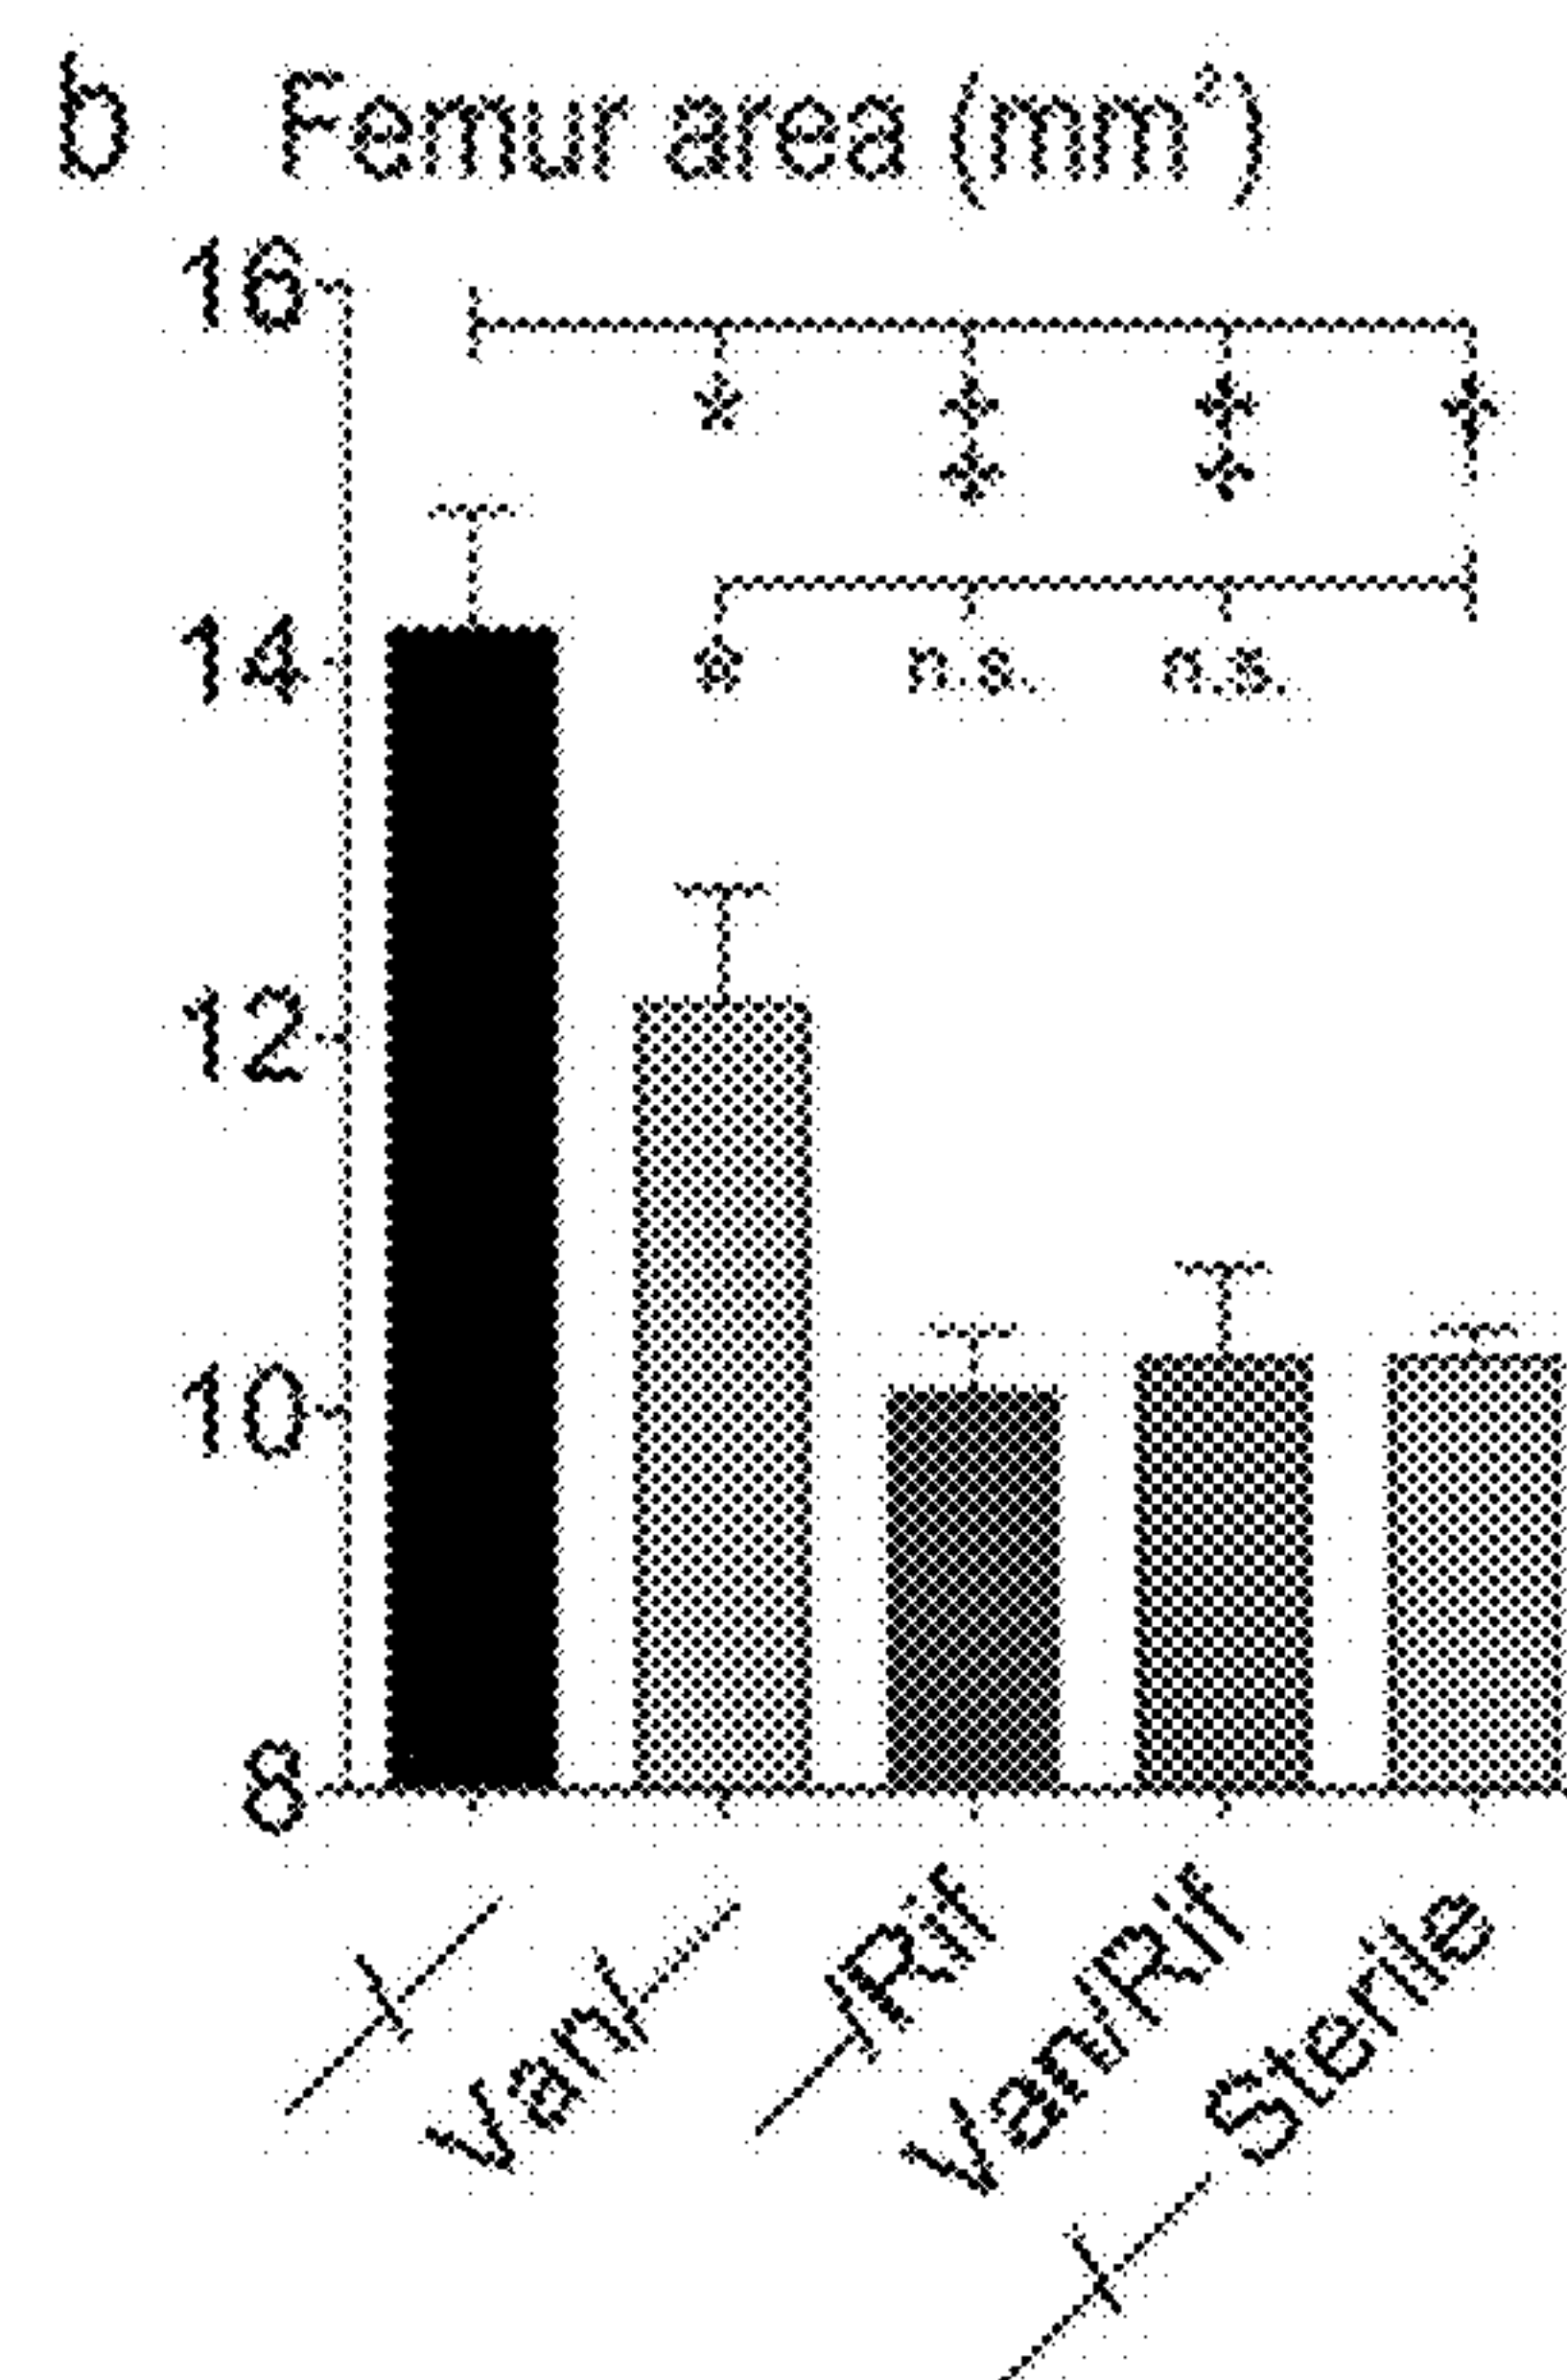 b Femur area (mm²)
16
* * * *
* *
14
* n.s. n.s.
12
10
8
—/—
Van/—
—/Rif
Van/Rif
—/— Sterile